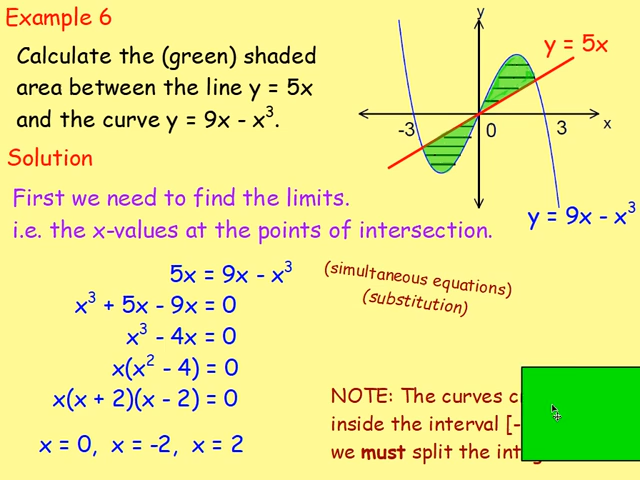 Example 6
Calculate the (green) shaded
area between the line y = 5x
and the curve y = 9x - x³.
y
y = 5x
-3
0
3
x
y = 9x - x³
Solution
First we need to find the limits.
i.e. the x-values at the points of intersection.
5x = 9x - x³
(simultaneous equations)
(substitution)
x³ + 5x - 9x = 0
x³ - 4x = 0
x(x² - 4) = 0
x(x + 2)(x - 2) = 0
x = 0, x = -2, x = 2
NOTE: The curves
inside the interval [-
we must split the